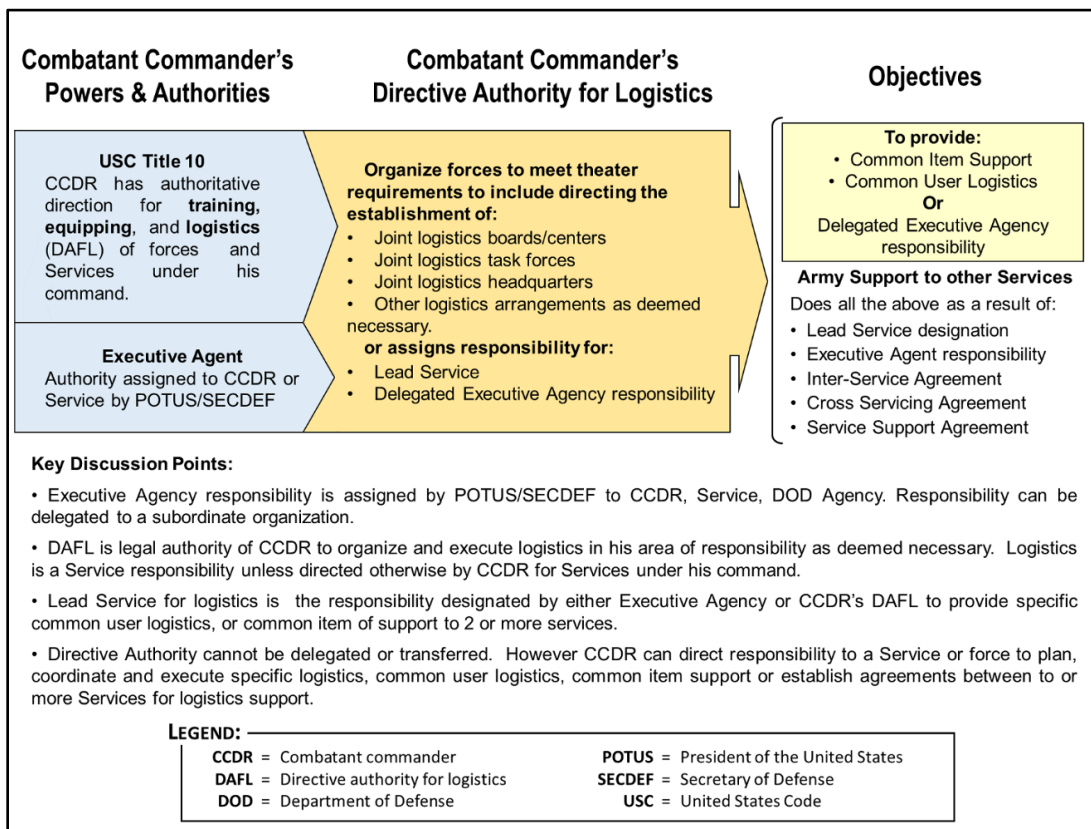 Combatant Commander's
Powers & Authorities
Combatant Commander's
Directive Authority for Logistics
Objectives
USC Title 10
CCDR has authoritative
direction for training,
equipping, and logistics
(DAFL) of forces and
Services under his
command.
Executive Agent
Authority assigned to CCDR or
Service by POTUS/SECDEF
Organize forces to meet theater
requirements to include directing the
establishment of:
• Joint logistics boards/centers
• Joint logistics task forces
• Joint logistics headquarters
• Other logistics arrangements as deemed
necessary.
or assigns responsibility for:
• Lead Service
• Delegated Executive Agency responsibility
To provide:
• Common Item Support
• Common User Logistics
Or
Delegated Executive Agency
responsibility
Army Support to other Services
Does all the above as a result of:
• Lead Service designation
• Executive Agent responsibility
• Inter-Service Agreement
• Cross Servicing Agreement
• Service Support Agreement
Key Discussion Points:
• Executive Agency responsibility is assigned by POTUS/SECDEF to CCDR, Service, DOD Agency. Responsibility can be
delegated to a subordinate organization.
• DAFL is legal authority of CCDR to organize and execute logistics in his area of responsibility as deemed necessary. Logistics
is a Service responsibility unless directed otherwise by CCDR for Services under his command.
• Lead Service for logistics is the responsibility designated by either Executive Agency or CCDR's DAFL to provide specific
common user logistics, or common item of support to 2 or more services.
• Directive Authority cannot be delegated or transferred. However CCDR can direct responsibility to a Service or force to plan,
coordinate and execute specific logistics, common user logistics, common item support or establish agreements between to or
more Services for logistics support.
LEGEND:
CCDR = Combatant commander
DAFL = Directive authority for logistics
DOD = Department of Defense
POTUS = President of the United States
SECDEF = Secretary of Defense
USC = United States Code